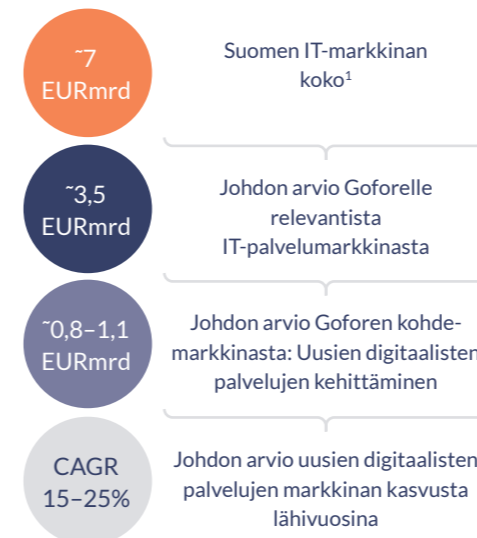 ~7
EURmrd
Suomen IT-markkinan
koko¹
~3,5
EURmrd
Johdon arvio Goforelle
relevantista
IT-palvelumarkkinasta
~0,8–1,1
EURmrd
Johdon arvio Goforen kohde-
markkinasta: Uusien digitaalisten
palvelujen kehittäminen
CAGR
15–25%
Johdon arvio uusien digitaalisten
palvelujen markkinan kasvusta
lähivuosina